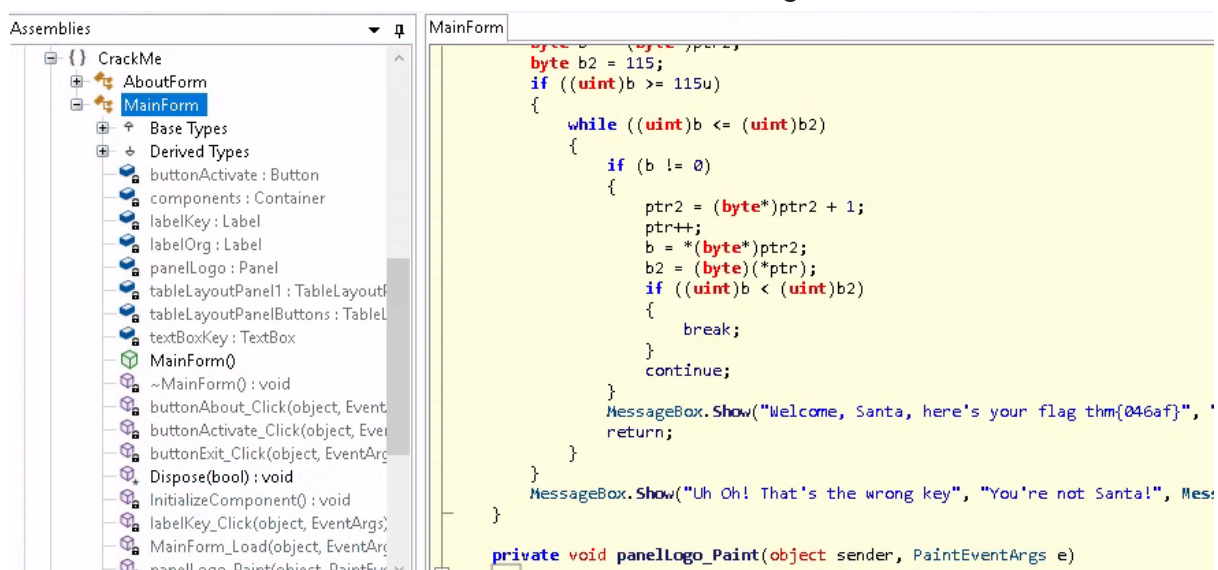 Assemblies
MainForm
{ } CrackMe
AboutForm
MainForm
Base Types
Derived Types
buttonActivate : Button
components : Container
labelKey : Label
labelOrg : Label
panelLogo : Panel
tableLayoutPanel1 : TableLayoutP
tableLayoutPanelButtons : TableL
textBoxKey : TextBox
MainForm()
~MainForm() : void
buttonAbout_Click(object, Event
buttonActivate_Click(object, Even
buttonExit_Click(object, EventArg
Dispose(bool) : void
InitializeComponent() : void
labelKey_Click(object, EventArgs)
MainForm_Load(object, EventArg
panelLogo_Paint(object, PaintEve
byte b2 = 115;
if ((uint)b >= 115u)
{
while ((uint)b <= (uint)b2)
{
if (b != 0)
{
ptr2 = (byte*)ptr2 + 1;
ptr++;
b = *(byte*)ptr2;
b2 = (byte)(*ptr);
if ((uint)b < (uint)b2)
{
break;
}
continue;
}
MessageBox.Show("Welcome, Santa, here's your flag thm{046af}", "
return;
}
}
MessageBox.Show("Uh Oh! That's the wrong key", "You're not Santa!", Mess
}
private void panelLogo_Paint(object sender, PaintEventArgs e)